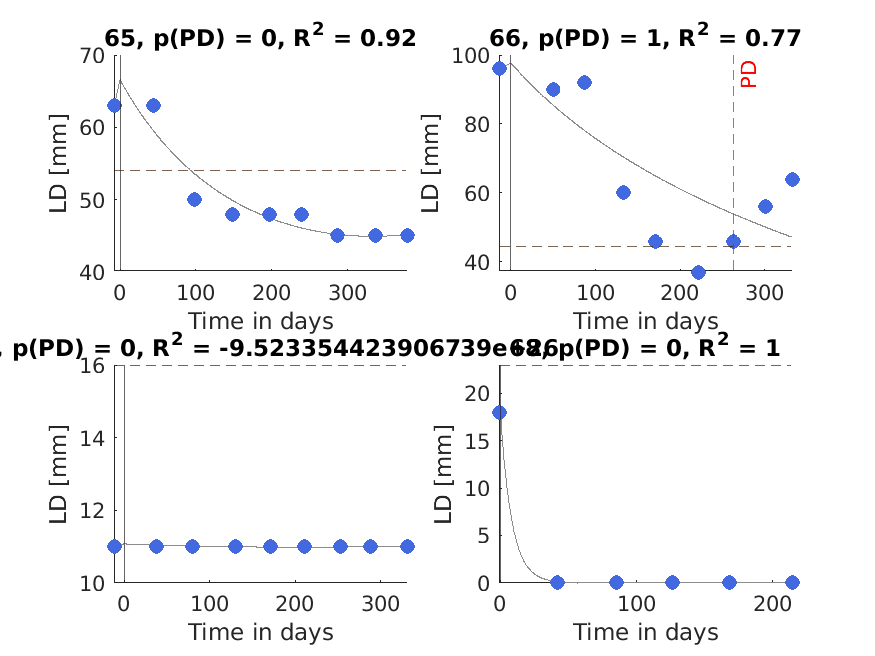 65, p(PD) = 0, R² = 0.92
70
60
50
40
LD [mm]
0 100 200 300
Time in days
66, p(PD) = 1, R² = 0.77
100
80
60
40
LD [mm]
PD
0 100 200 300
Time in days
, p(PD) = 0, R² = -9.523354423906739e
16
14
12
10
LD [mm]
0 100 200 300
Time in days
p(PD) = 0, R² = 1
20
15
10
5
0
LD [mm]
0 100 200
Time in days